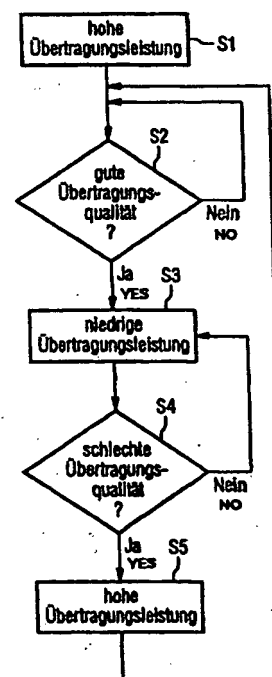 hohe
Übertragungsleistung
S1
S2
gute
Übertragungs-
qualität
?
Nein
NO
Ja
YES
S3
niedrige
Übertragungsleistung
S4
schlechte
Übertragungs-
qualität
?
Nein
NO
Ja
YES
S5
hohe
Übertragungsleistung